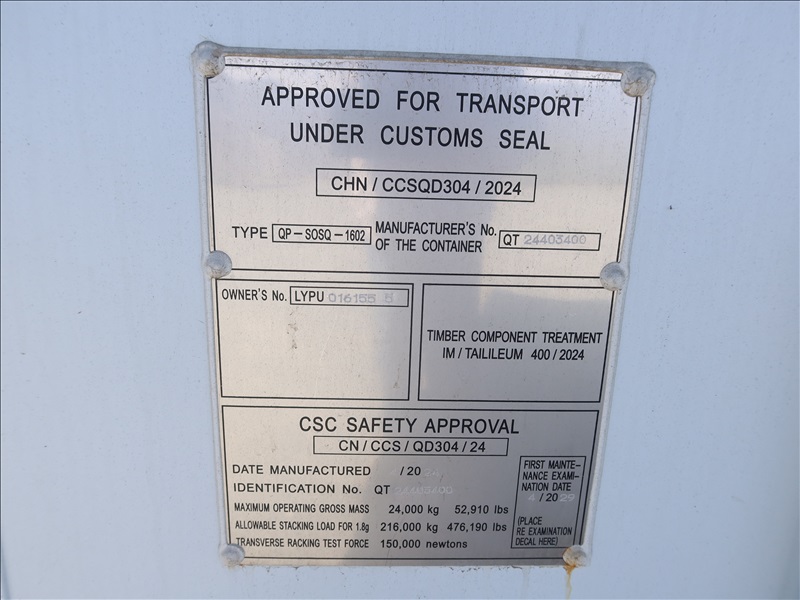 APPROVED FOR TRANSPORT
UNDER CUSTOMS SEAL
CHN / CCSQD304 / 2024
TYPE QP-SOSQ-1602 MANUFACTURER'S No. OF THE CONTAINER QT 24403400
OWNER'S No. LYPU 016155 5
TIMBER COMPONENT TREATMENT
IM / TAILILEUM 400 / 2024
CSC SAFETY APPROVAL
CN / CCS / QD304 / 24
DATE MANUFACTURED / 20
IDENTIFICATION No. QT 24403400
MAXIMUM OPERATING GROSS MASS 24,000 kg 52,910 lbs
ALLOWABLE STACKING LOAD FOR 1.8g 216,000 kg 476,190 lbs
TRANSVERSE RACKING TEST FORCE 150,000 newtons
FIRST MAINTE-
NANCE EXAMI-
NATION DATE
4 / 2029
(PLACE
RE EXAMINATION
DECAL HERE)